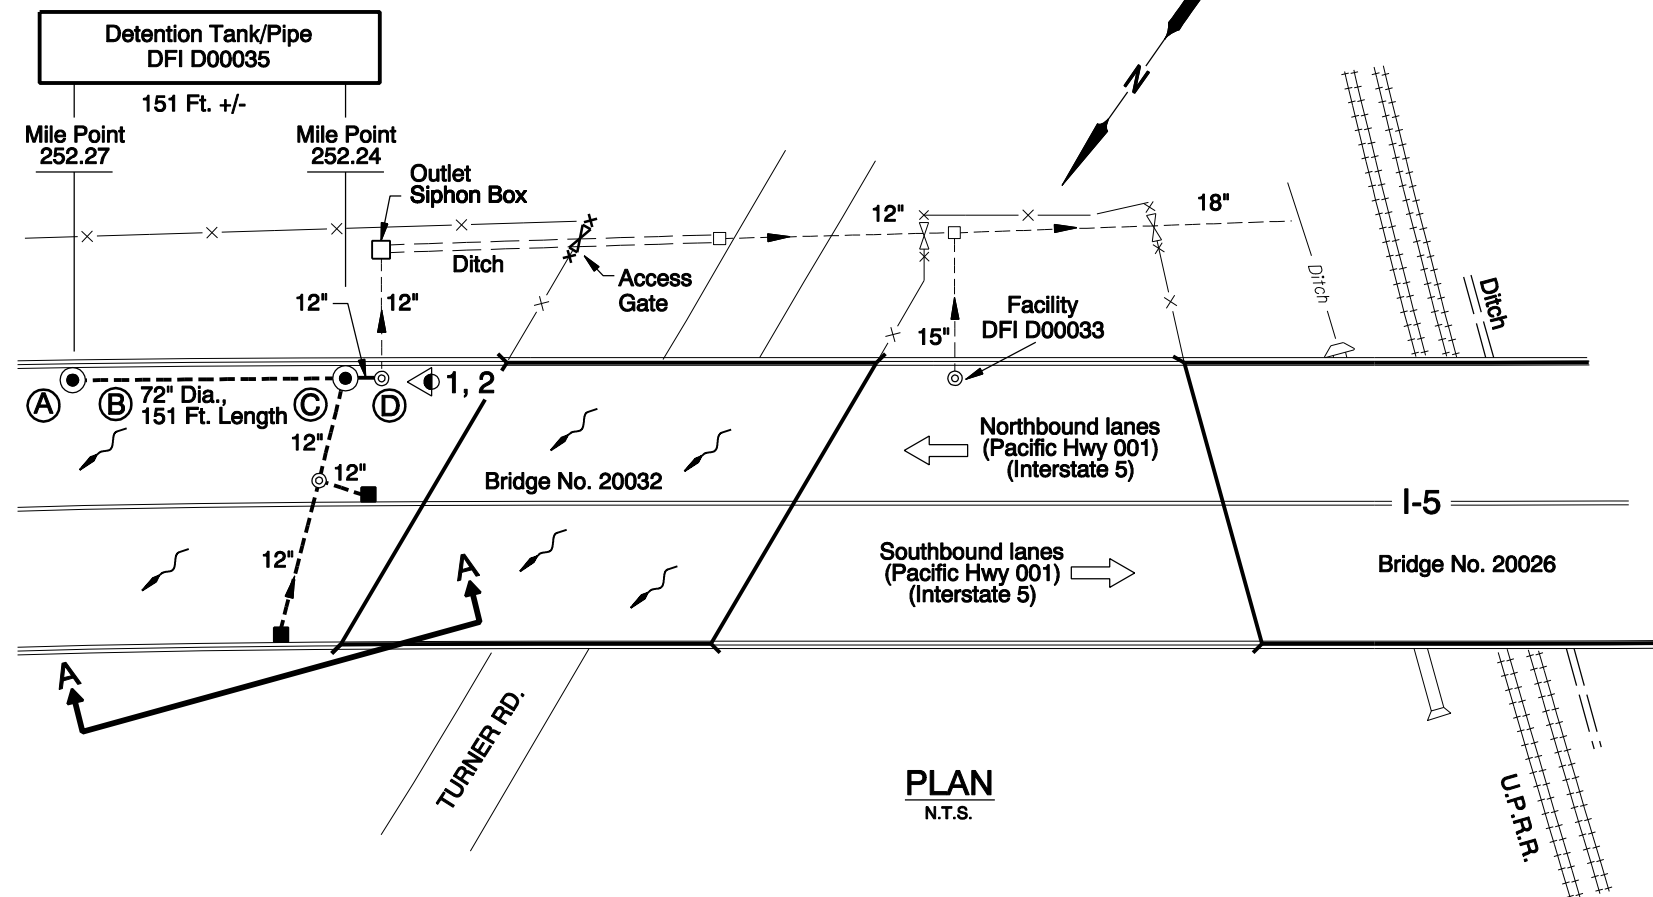 Detention Tank/Pipe
DFI D00035
151 Ft. +/-
Mile Point
252.27
Mile Point
252.24
N
Outlet
Siphon Box
12"
18"
Ditch
Access
Gate
12"
12"
Facility
DFI D00033
15"
Ditch
Ditch
A
B
72" Dia.,
151 Ft. Length
C
D
1, 2
12"
12"
Bridge No. 20032
Northbound lanes
(Pacific Hwy 001)
(Interstate 5)
I-5
12"
A
Southbound lanes
(Pacific Hwy 001)
(Interstate 5)
Bridge No. 20026
A
TURNER RD.
PLAN
N.T.S.
U.P.R.R.